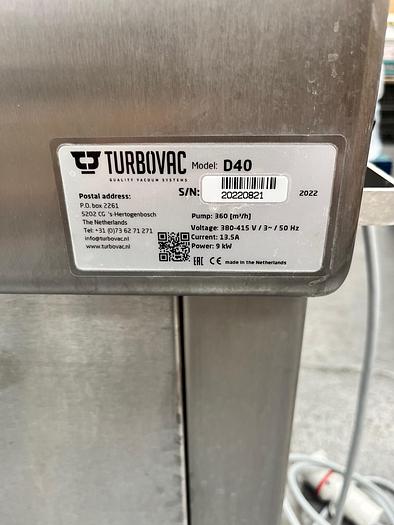 TURBOVAC
QUALITY VACUUM SYSTEMS
Model: D40
S/N: 20220821
2022
Postal address:
P.O. box 2261
5202 CG 's-Hertogenbosch
The Netherlands
Tel: +31 (0)73 62 71 271
info@turbovac.nl
www.turbovac.nl
Pump: 360 [m³/h]
Voltage: 380-415 V / 3~ / 50 Hz
Current: 13.5A
Power: 9 kW
EAC CE made in the Netherlands